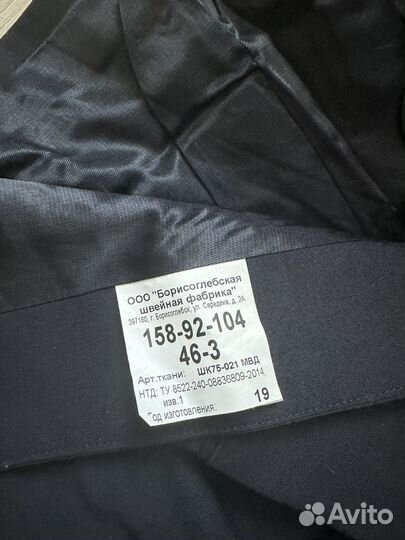 ООО "Борисоглебская
швейная фабрика"
397160, г. Борисоглебск, ул. Середина, д. 2А
158-92-104
46-3
Арт.ткани: ШК75-021 МВД
НТД: ТУ 8522-240-08836809-2014,
изв.1
Год изготовления: 19
Avito